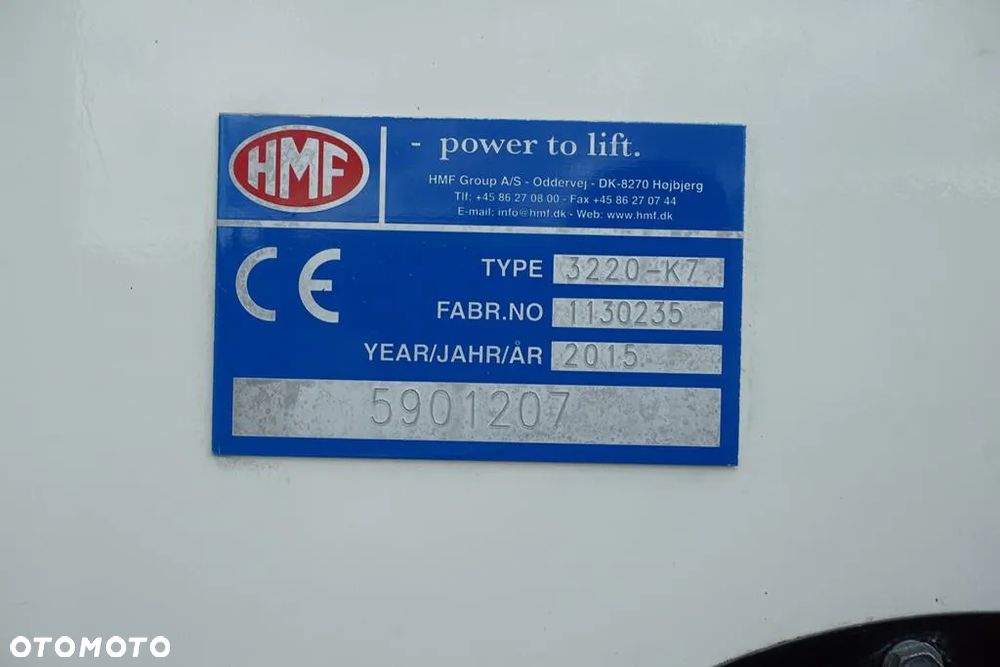 HMF
- power to lift.
HMF Group A/S - Oddervej - DK-8270 Højbjerg
Tlf: +45 86 27 08 00 - Fax +45 86 27 07 44
E-mail: info@hmf.dk - Web: www.hmf.dk
CE
TYPE 3220-K7
FABR.NO 1130235
YEAR/JAHR/ÅR 2015
5901207
OTOMOTO